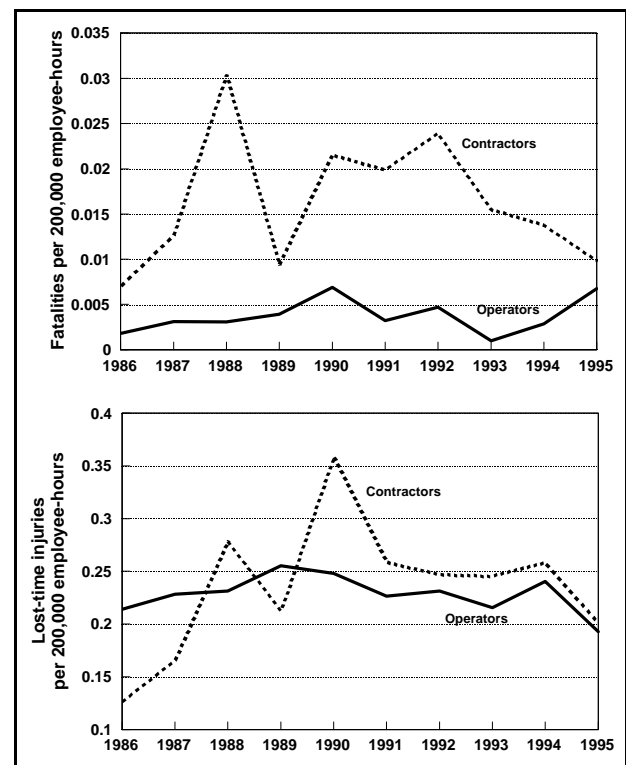 Fatalities per 200,000 employee-hours
0.035
0.03
0.025
0.02
0.015
0.01
0.005
0
Contractors
Operators
1986 1987 1988 1989 1990 1991 1992 1993 1994 1995
Lost-time injuries
per 200,000 employee-hours
0.4
0.35
0.3
0.25
0.2
0.15
0.1
Contractors
Operators
1986 1987 1988 1989 1990 1991 1992 1993 1994 1995